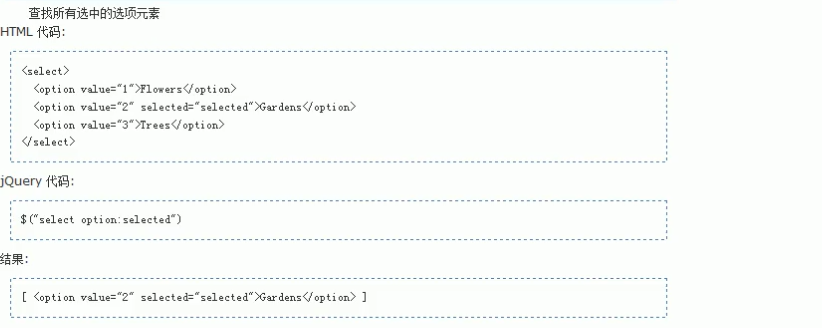 查找所有选中的选项元素
HTML 代码:
<select>
  <option value="1">Flowers</option>
  <option value="2" selected="selected">Gardens</option>
  <option value="3">Trees</option>
</select>
jQuery 代码:
$("select option:selected")
结果:
[ <option value="2" selected="selected">Gardens</option> ]